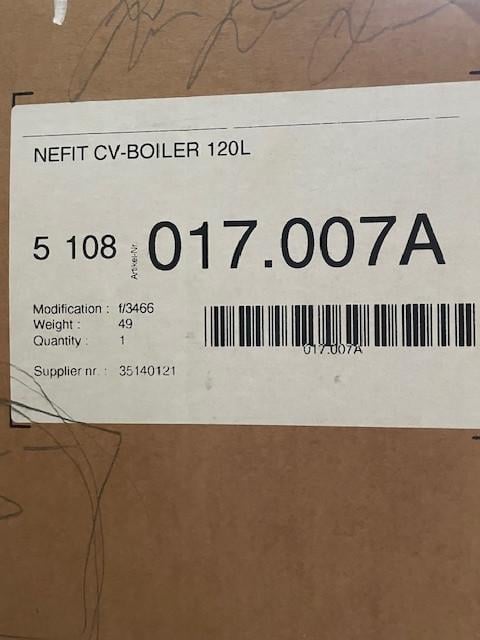 NEFIT CV-BOILER 120L
5 108 Artikel-Nr. 017.007A
Modification : f/3466
Weight : 49
Quantity : 1
017.007A
Supplier nr. : 35140121